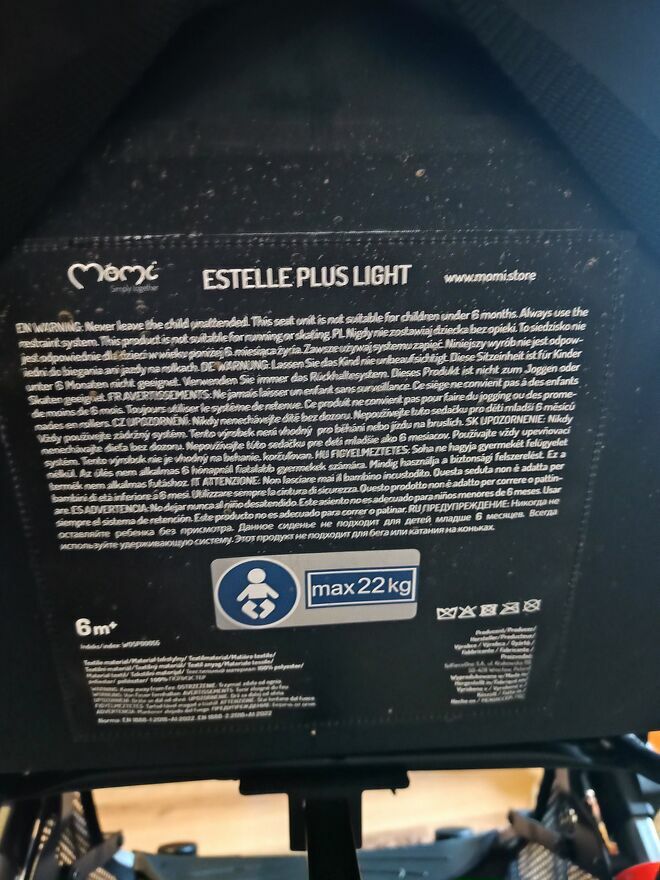 mömi
Simply together
ESTELLE PLUS LIGHT
www.momi.store
EN WARNING: Never leave the child unattended. This seat unit is not suitable for children under 6 months. Always use the
restraint system. This product is not suitable for running or skating. PL Nigdy nie zostawiaj dziecka bez opieki. To siedzisko nie
jest odpowiednie dla dzieci w wieku poniżej 6 miesiąca życia. Zawsze używaj systemu zapięć. Niniejszy wyrób nie jest odpow-
iedni do biegania ani jazdy na rolkach. DE WARNUNG: Lassen Sie das Kind nie unbeaufsichtigt. Diese Sitzeinheit ist für Kinder
unter 6 Monaten nicht geeignet. Verwenden Sie immer das Rückhaltesystem. Dieses Produkt ist nicht zum Joggen oder
Skaten geeignet. FR AVERTISSEMENTS: Ne jamais laisser un enfant sans surveillance. Ce siège ne convient pas à des enfants
de moins de 6 mois. Toujours utiliser le système de retenue. Ce produit ne convient pas pour faire du jogging ou des prome-
nades en rollers. CZ UPOZORNĚNÍ: Nikdy nenechávejte dítě bez dozoru. Nepoužívejte tuto sedačku pro děti mladší 6 měsíců
Vždy používejte zádržný systém. Tento výrobek není vhodný pro běhání nebo jízdu na bruslích. SK UPOZORNENIE: Nikdy
nenechávajte dieťa bez dozoru. Nepoužívajte túto sedačku pre deti mladšie ako 6 mesiacov. Používajte vždy upevňovací
systém. Tento výrobok nie je vhodný na behanie, korčuľovan. HU FIGYELMEZTETÉS: Soha ne hagyja gyermekét felügyelet
nélkül. Az ülés nem alkalmas 6 hónapnál fiatalabb gyermekek számára. Mindig használja a biztonsági felszerelést. Ez a
termék nem alkalmas futáshoz. IT ATTENZIONE: Non lasciare mai il bambino incustodito. Questa seduta non è adatta per
bambini di età inferiore a 6 mesi. Utilizzare sempre la cintura di sicurezza. Questo prodotto non è adatto per correre o pattin-
are. ES ADVERTENCIA: No dejar nunca al niño desatendido. Este asiento no es adecuado para niños menores de 6 meses. Usar
siempre el sistema de retención. Este producto no es adecuado para correr o patinar. RU ПРЕДУПРЕЖДЕНИЕ: Никогда не
оставляйте ребенка без присмотра. Данное сиденье не подходит для детей младше 6 месяцев. Всегда
используйте удерживающую систему. Этот продукт не подходит для бега или катания на коньках.
max 22 kg
6m+
Indeks/index: WOSP00055
Norma: EN 1888-1:2018+A1:2022, EN 1888-2:2018+A1:2022